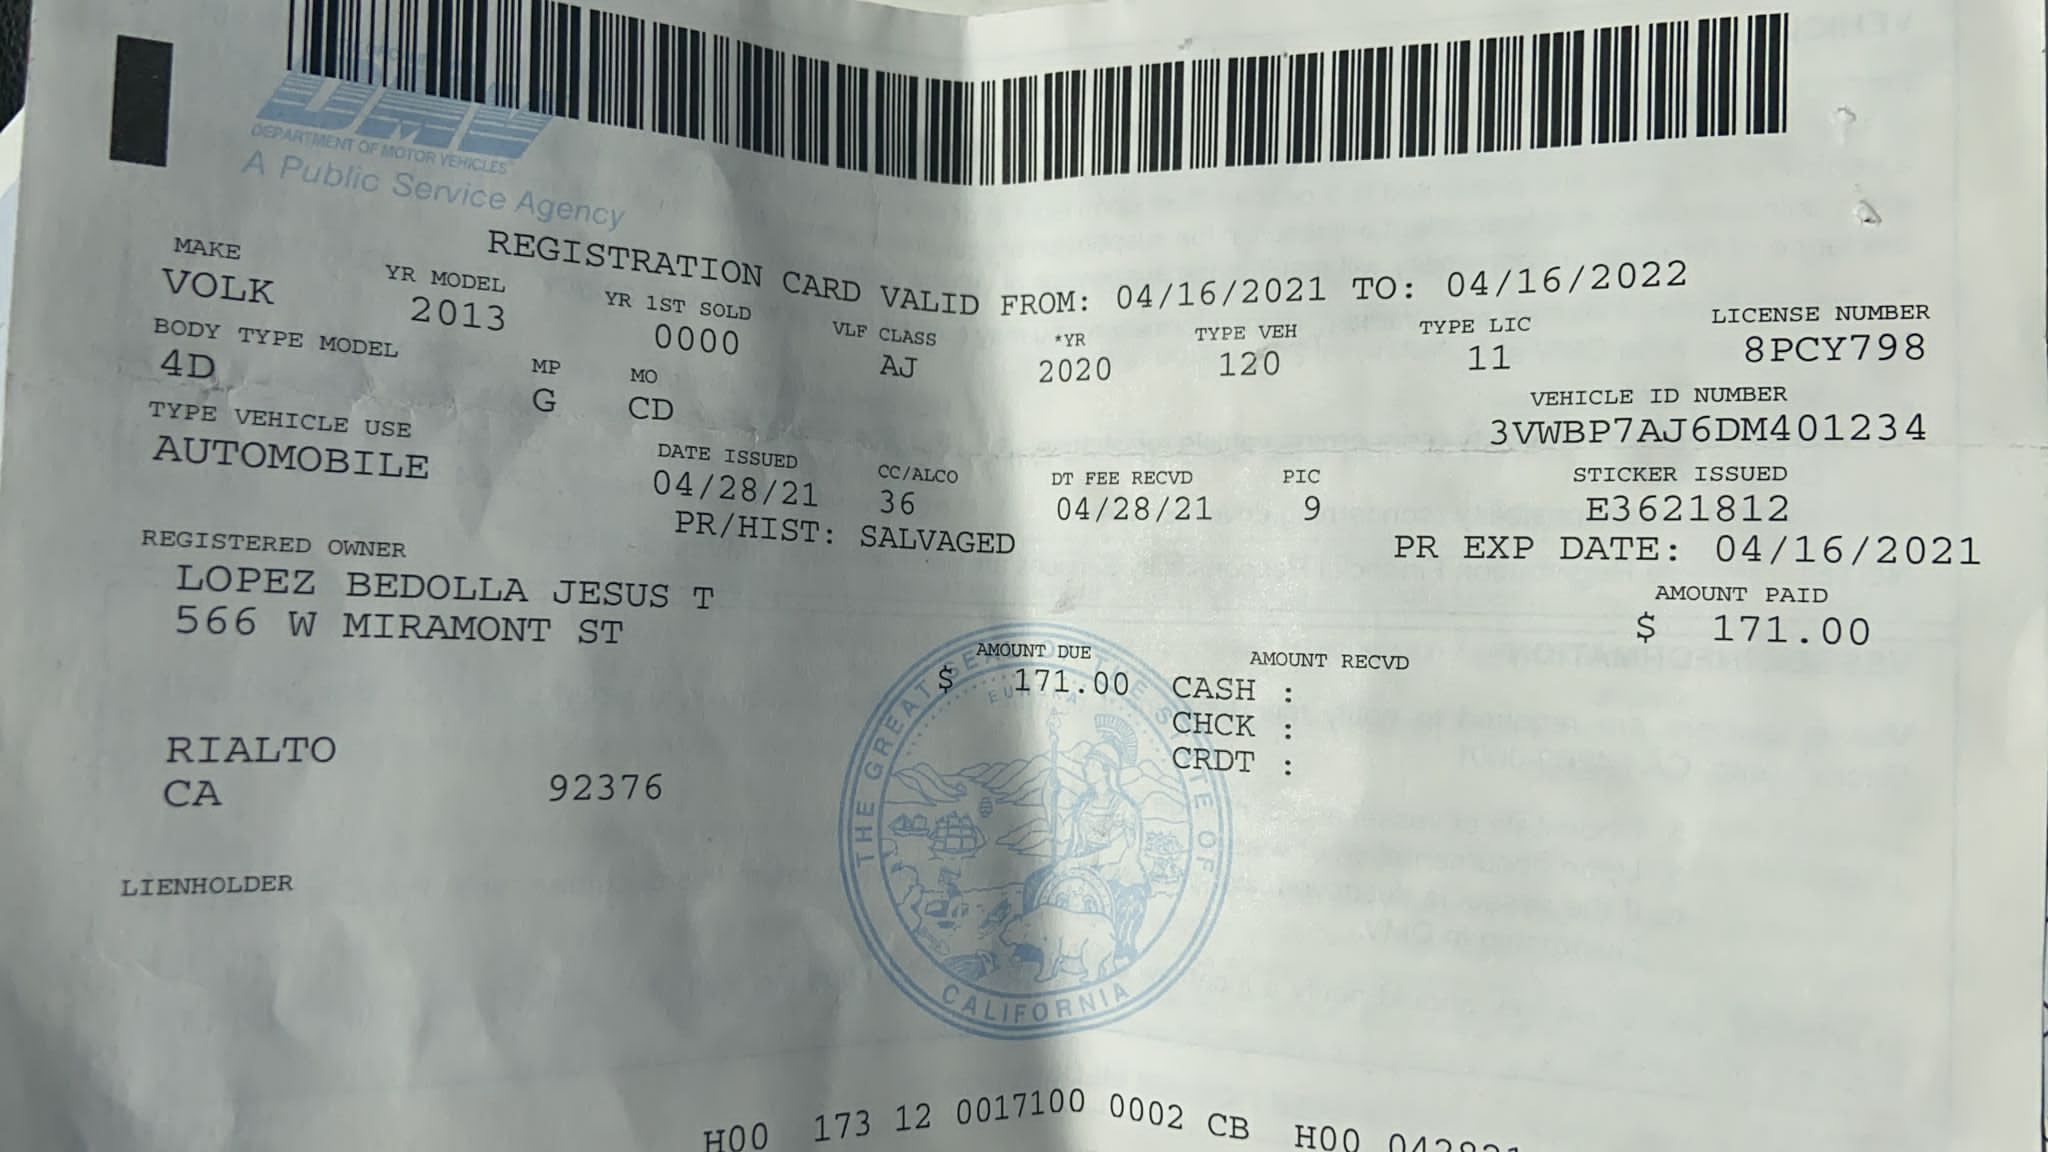 DMV
DEPARTMENT OF MOTOR VEHICLES
A Public Service Agency
REGISTRATION CARD VALID FROM: 04/16/2021 TO: 04/16/2022
MAKE YR MODEL YR 1ST SOLD VLF CLASS *YR TYPE VEH TYPE LIC LICENSE NUMBER
VOLK 2013 0000 AJ 2020 120 11 8PCY798
BODY TYPE MODEL MP MO VEHICLE ID NUMBER
4D G CD 3VWBP7AJ6DM401234
TYPE VEHICLE USE DATE ISSUED CC/ALCO DT FEE RECVD PIC STICKER ISSUED
AUTOMOBILE 04/28/21 36 04/28/21 9 E3621812
PR/HIST: SALVAGED PR EXP DATE: 04/16/2021
REGISTERED OWNER
LOPEZ BEDOLLA JESUS T
566 W MIRAMONT ST
AMOUNT PAID
$ 171.00
AMOUNT DUE AMOUNT RECVD
$ 171.00 CASH :
CHCK :
CRDT :
RIALTO
CA 92376
LIENHOLDER
THE GREAT SEAL OF THE STATE OF CALIFORNIA
EUREKA
H00 173 12 0017100 0002 CB H00